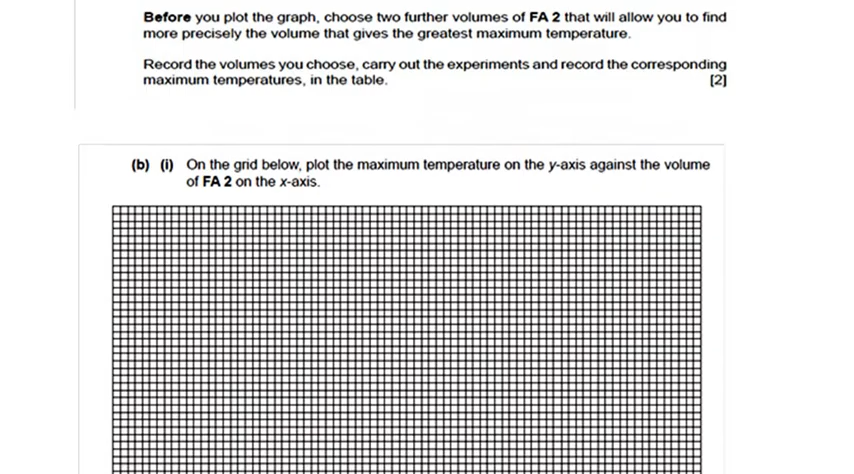 Before you plot the graph, choose two further volumes of FA 2 that will allow you to find
more precisely the volume that gives the greatest maximum temperature.
Record the volumes you choose, carry out the experiments and record the corresponding
maximum temperatures, in the table. [2]
(b) (i) On the grid below, plot the maximum temperature on the y-axis against the volume
of FA 2 on the x-axis.